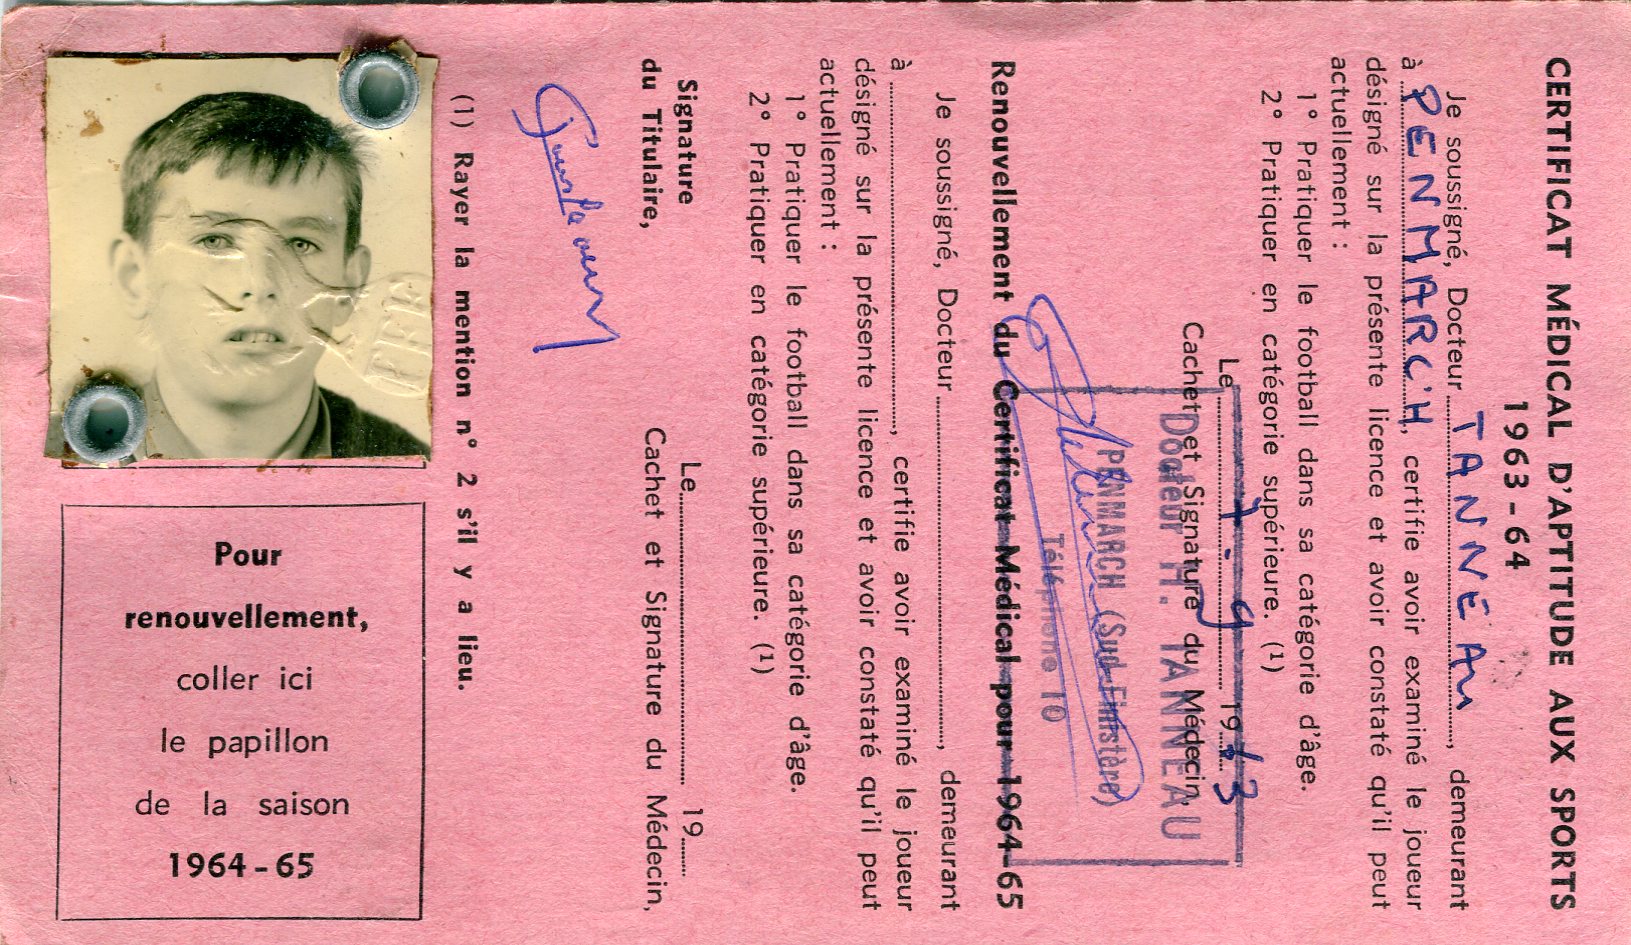 CERTIFICAT MÉDICAL D'APTITUDE AUX SPORTS
1963-64
Je soussigné, Docteur TANNEAU, demeurant
à PENMARC'H, certifie avoir examiné le joueur
désigné sur la présente licence et avoir constaté qu'il peut
actuellement :
1° Pratiquer le football dans sa catégorie d'âge.
2° Pratiquer en catégorie supérieure. (1)
Le 7. 9 1963
Cachet et Signature du Médecin,
Docteur H. TANNEAU
PENMARCH (Sud-Finistère)
Téléphone 10
Renouvellement du Certificat Médical pour 1964-65
Je soussigné, Docteur, demeurant
à, certifie avoir examiné le joueur
désigné sur la présente licence et avoir constaté qu'il peut
actuellement :
1° Pratiquer le football dans sa catégorie d'âge.
2° Pratiquer en catégorie supérieure. (1)
Le 19
Signature
du Titulaire,
Cachet et Signature du Médecin,
(1) Rayer la mention n° 2 s'il y a lieu.
Pour
renouvellement,
coller ici
le papillon
de la saison
1964-65